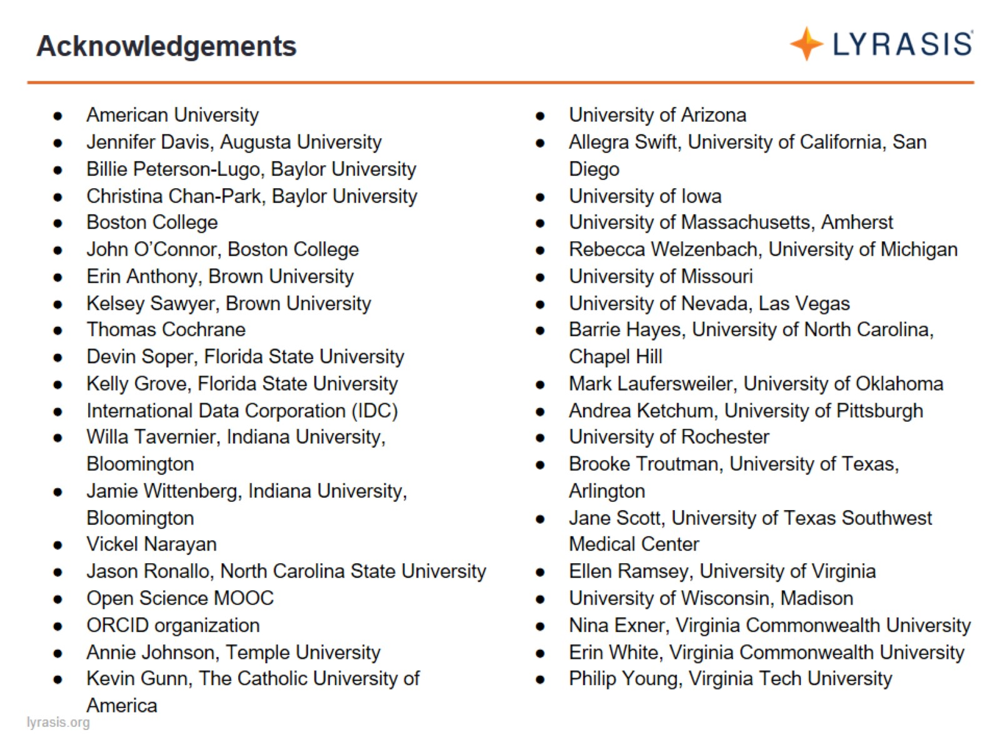 Acknowledgements
LYRASIS
American University
Jennifer Davis, Augusta University
Billie Peterson-Lugo, Baylor University
Christina Chan-Park, Baylor University
Boston College
John O’Connor, Boston College
Erin Anthony, Brown University
Kelsey Sawyer, Brown University
Thomas Cochrane
Devin Soper, Florida State University
Kelly Grove, Florida State University
International Data Corporation (IDC)
Willa Tavernier, Indiana University,
Bloomington
Jamie Wittenberg, Indiana University,
Bloomington
Vickel Narayan
Jason Ronallo, North Carolina State University
Open Science MOOC
ORCID organization
Annie Johnson, Temple University
Kevin Gunn, The Catholic University of
America
University of Arizona
Allegra Swift, University of California, San
Diego
University of Iowa
University of Massachusetts, Amherst
Rebecca Welzenbach, University of Michigan
University of Missouri
University of Nevada, Las Vegas
Barrie Hayes, University of North Carolina,
Chapel Hill
Mark Laufersweiler, University of Oklahoma
Andrea Ketchum, University of Pittsburgh
University of Rochester
Brooke Troutman, University of Texas,
Arlington
Jane Scott, University of Texas Southwest
Medical Center
Ellen Ramsey, University of Virginia
University of Wisconsin, Madison
Nina Exner, Virginia Commonwealth University
Erin White, Virginia Commonwealth University
Philip Young, Virginia Tech University
lyrasis.org